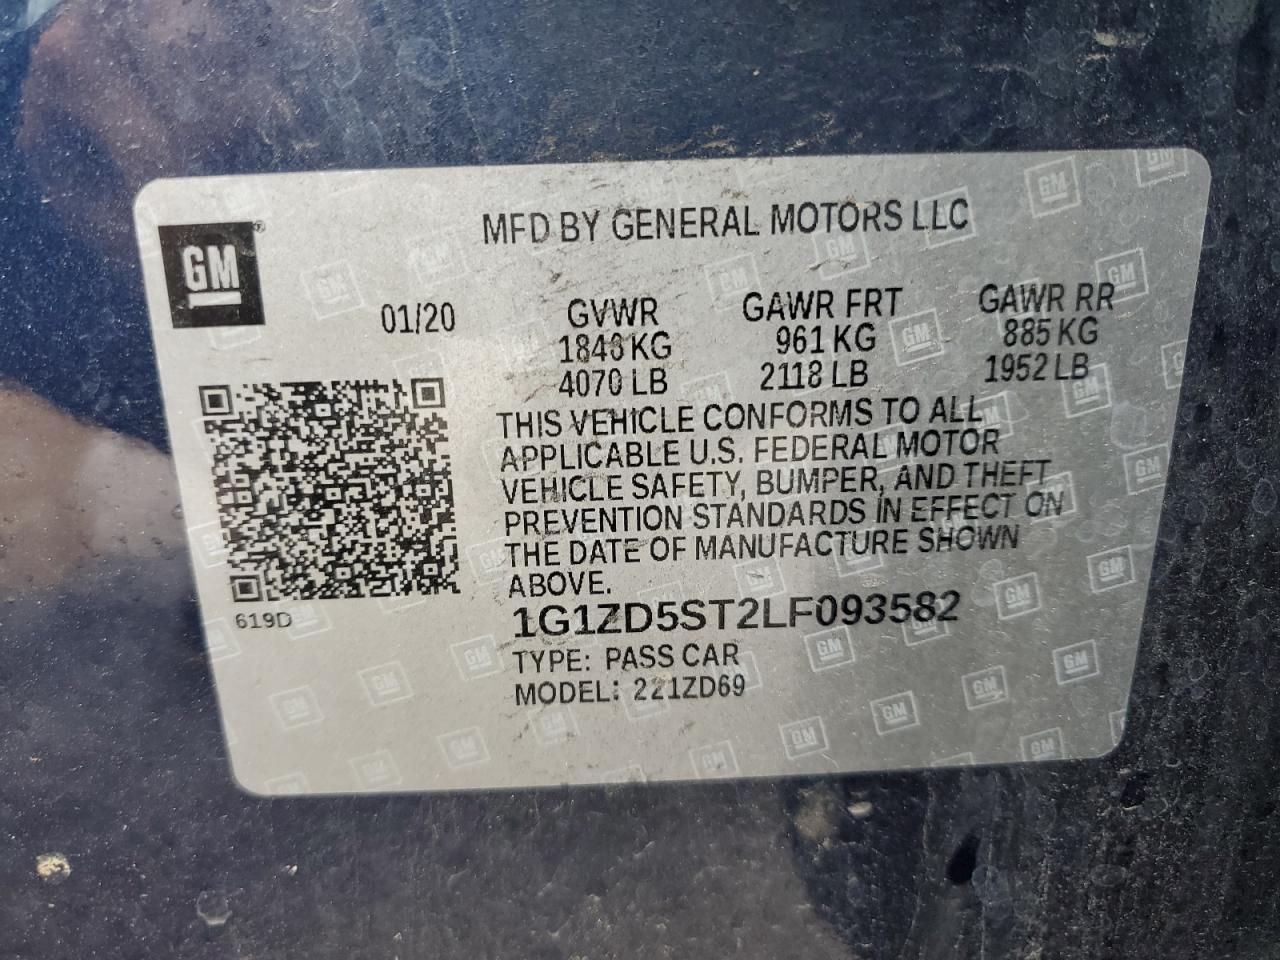 MFD BY GENERAL MOTORS LLC
GM
01/20
GVWR GAWR FRT GAWR RR
1846 KG 961 KG 885 KG
4070 LB 2118 LB 1952 LB
THIS VEHICLE CONFORMS TO ALL
APPLICABLE U.S. FEDERAL MOTOR
VEHICLE SAFETY, BUMPER, AND THEFT
PREVENTION STANDARDS IN EFFECT ON
THE DATE OF MANUFACTURE SHOWN
ABOVE.
619D
1G1ZD5ST2LF093582
TYPE: PASS CAR
MODEL: 221ZD69